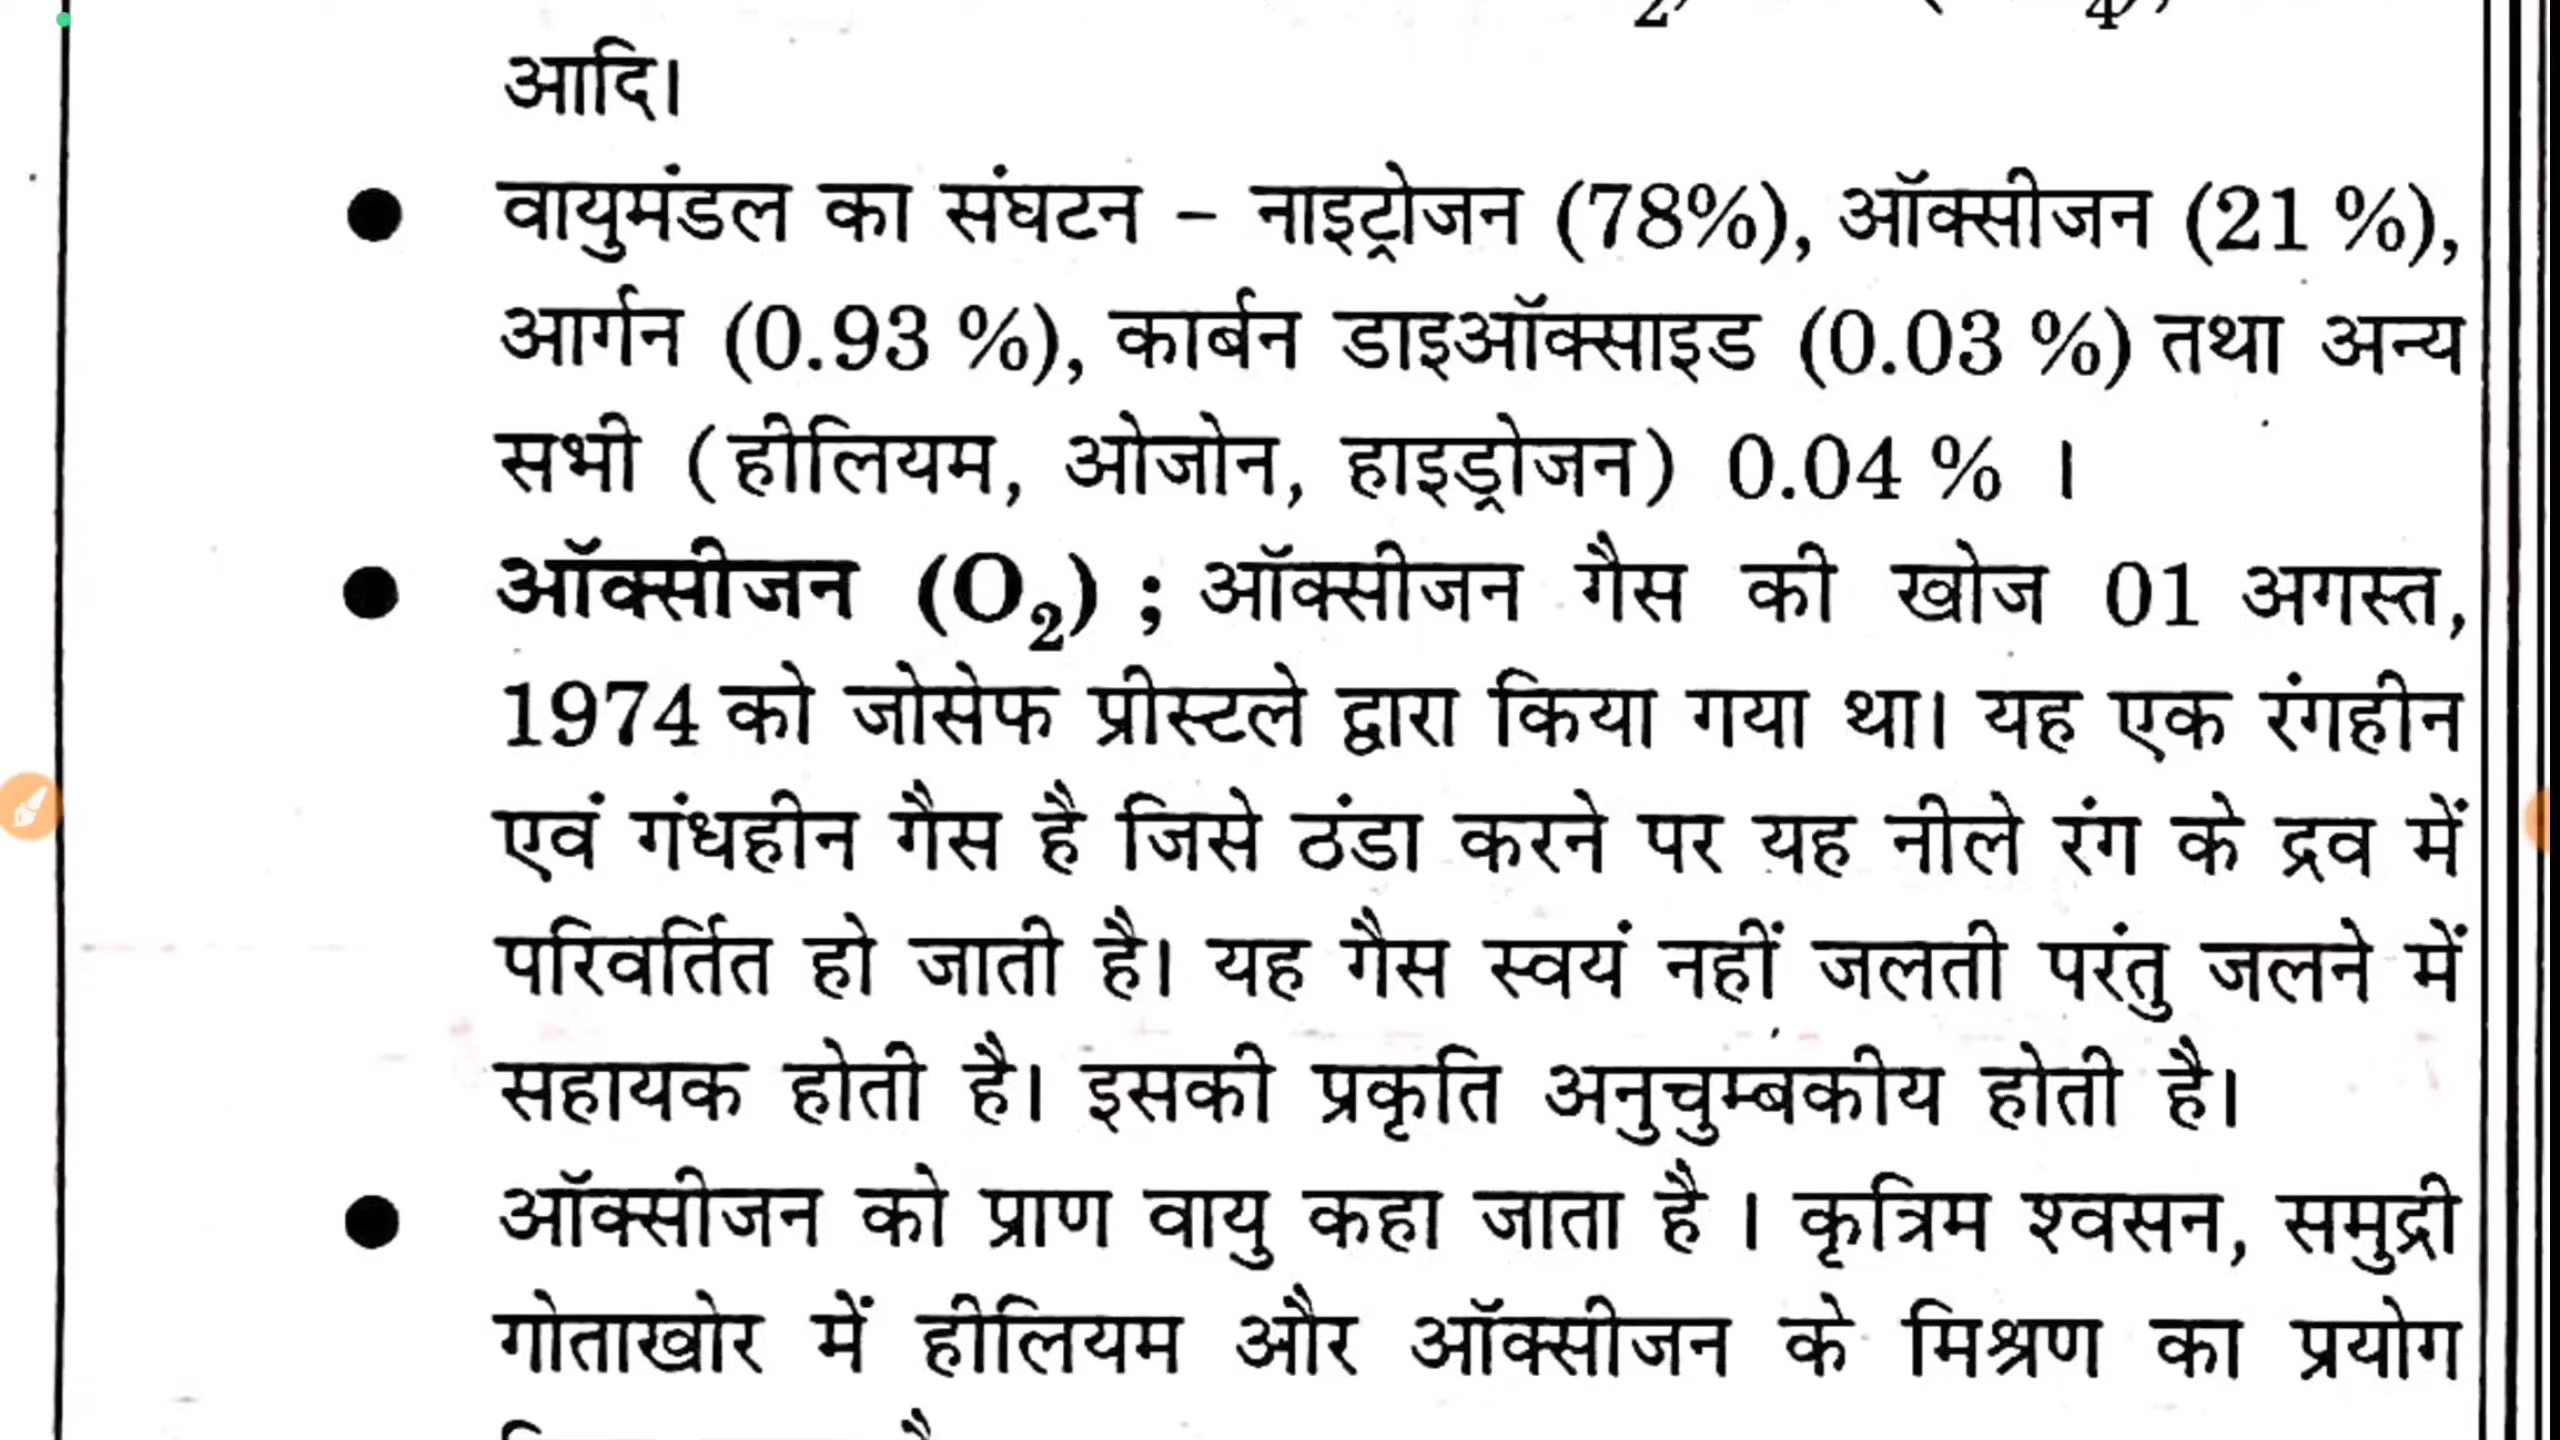 आदि।
● वायुमंडल का संघटन – नाइट्रोजन (78%), ऑक्सीजन (21 %),
आर्गन (0.93 %), कार्बन डाइऑक्साइड (0.03 %) तथा अन्य
सभी (हीलियम, ओजोन, हाइड्रोजन) 0.04 % ।
● ऑक्सीजन (O₂) ; ऑक्सीजन गैस की खोज 01 अगस्त,
1974 को जोसेफ प्रीस्टले द्वारा किया गया था। यह एक रंगहीन
एवं गंधहीन गैस है जिसे ठंडा करने पर यह नीले रंग के द्रव में
परिवर्तित हो जाती है। यह गैस स्वयं नहीं जलती परंतु जलने में
सहायक होती है। इसकी प्रकृति अनुचुम्बकीय होती है।
● ऑक्सीजन को प्राण वायु कहा जाता है । कृत्रिम श्वसन, समुद्री
गोताखोर में हीलियम और ऑक्सीजन के मिश्रण का प्रयोग